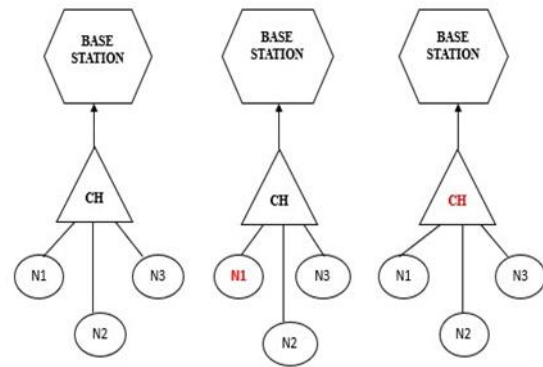 BASE
STATION
CH
N1
N3
N2
BASE
STATION
CH
N1
N3
N2
BASE
STATION
CH
N1
N3
N2